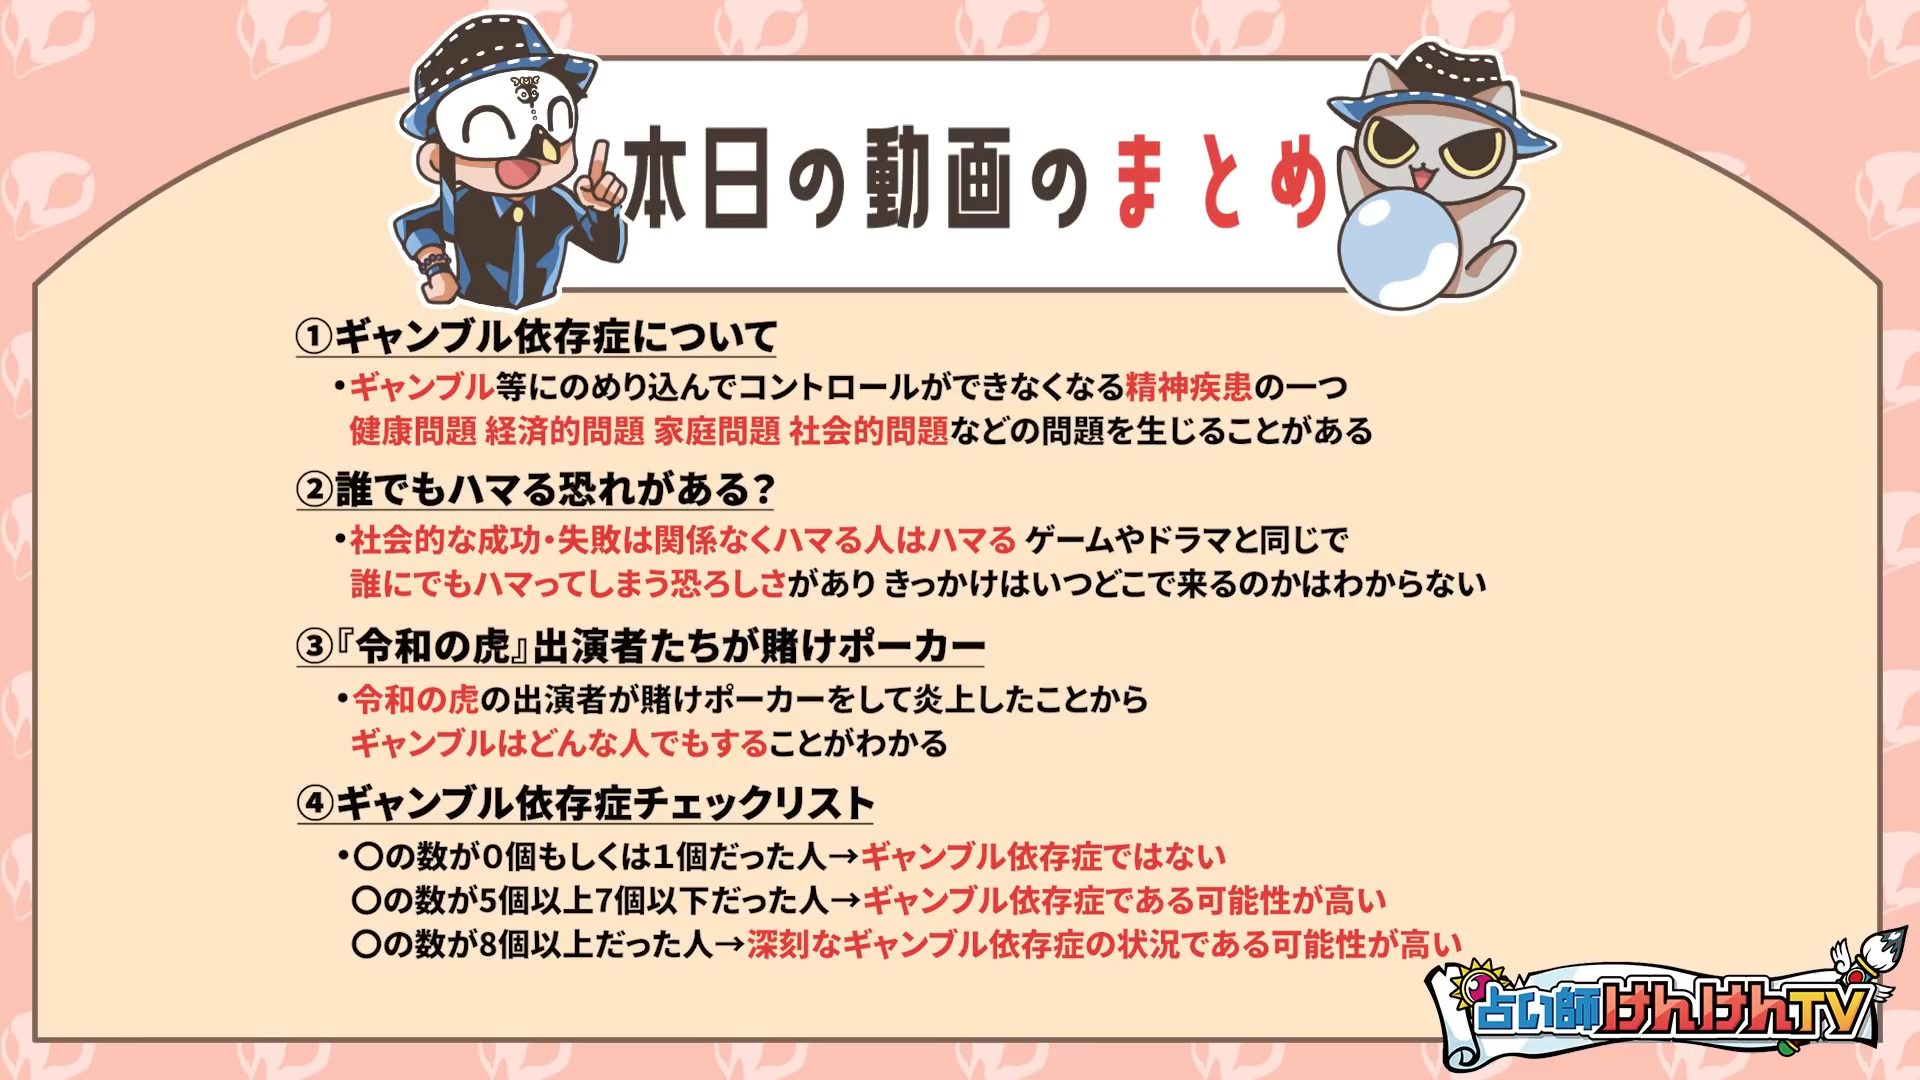 本日の動画のまとめ
①ギャンブル依存症について
・ギャンブル等にのめり込んでコントロールができなくなる精神疾患の一つ
健康問題 経済的問題 家庭問題 社会的問題などの問題を生じることがある
②誰でもハマる恐れがある？
・社会的な成功・失敗は関係なくハマる人はハマる ゲームやドラマと同じで
誰にでもハマってしまう恐ろしさがあり きっかけはいつどこで来るのかはわからない
③『令和の虎』出演者たちが賭けポーカー
・令和の虎の出演者が賭けポーカーをして炎上したことから
ギャンブルはどんな人でもすることがわかる
④ギャンブル依存症チェックリスト
・〇の数が０個もしくは１個だった人→ギャンブル依存症ではない
〇の数が5個以上7個以下だった人→ギャンブル依存症である可能性が高い
〇の数が8個以上だった人→深刻なギャンブル依存症の状況である可能性が高い
占い師けんけんTV